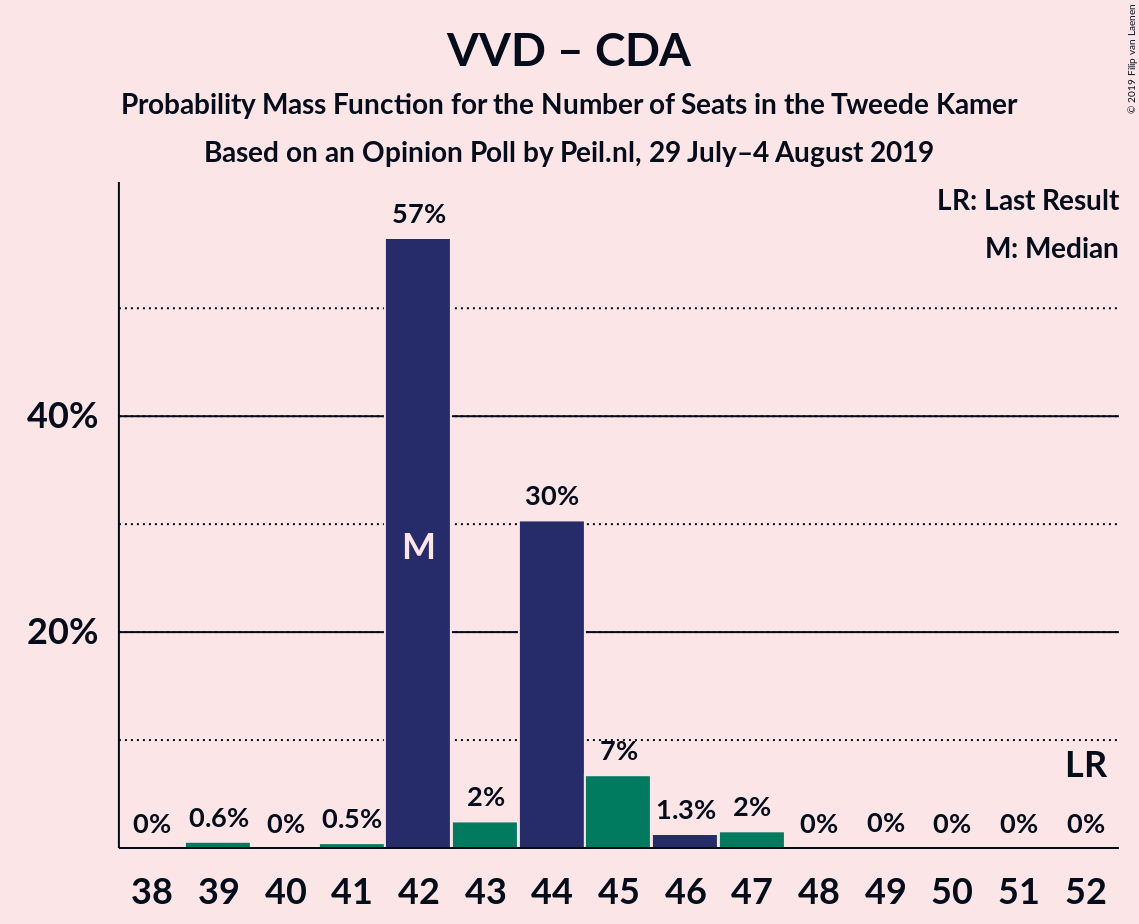 VVD – CDA
Probability Mass Function for the Number of Seats in the Tweede Kamer
Based on an Opinion Poll by Peil.nl, 29 July–4 August 2019
© 2019 Filip van Laenen
LR: Last Result
M: Median
57%
40%
30%
M
20%
7%
LR
0% 0.6% 0% 0.5% 2% 1.3% 2% 0% 0% 0% 0% 0%
38 39 40 41 42 43 44 45 46 47 48 49 50 51 52